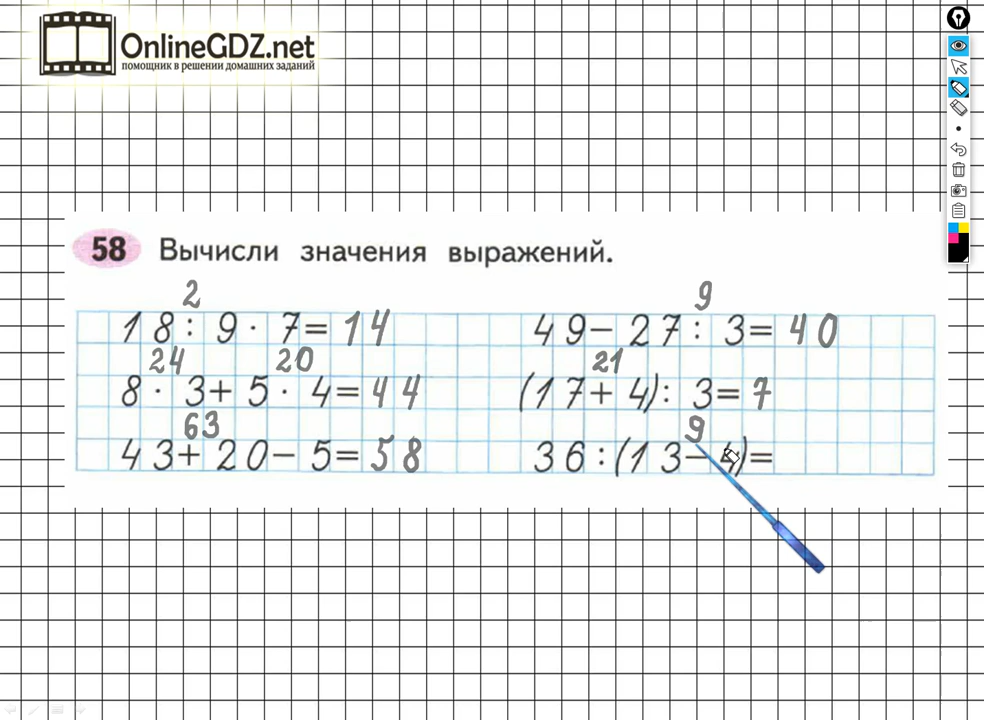 OnlineGDZ.net
помощник в решении домашних заданий
58 Вычисли значения выражений.
2
18 : 9 · 7 = 14
24 20
8 · 3 + 5 · 4 = 44
63
43 + 20 - 5 = 58
9
49 - 27 : 3 = 40
21
(17 + 4) : 3 = 7
9
36 : (13 - 4) =